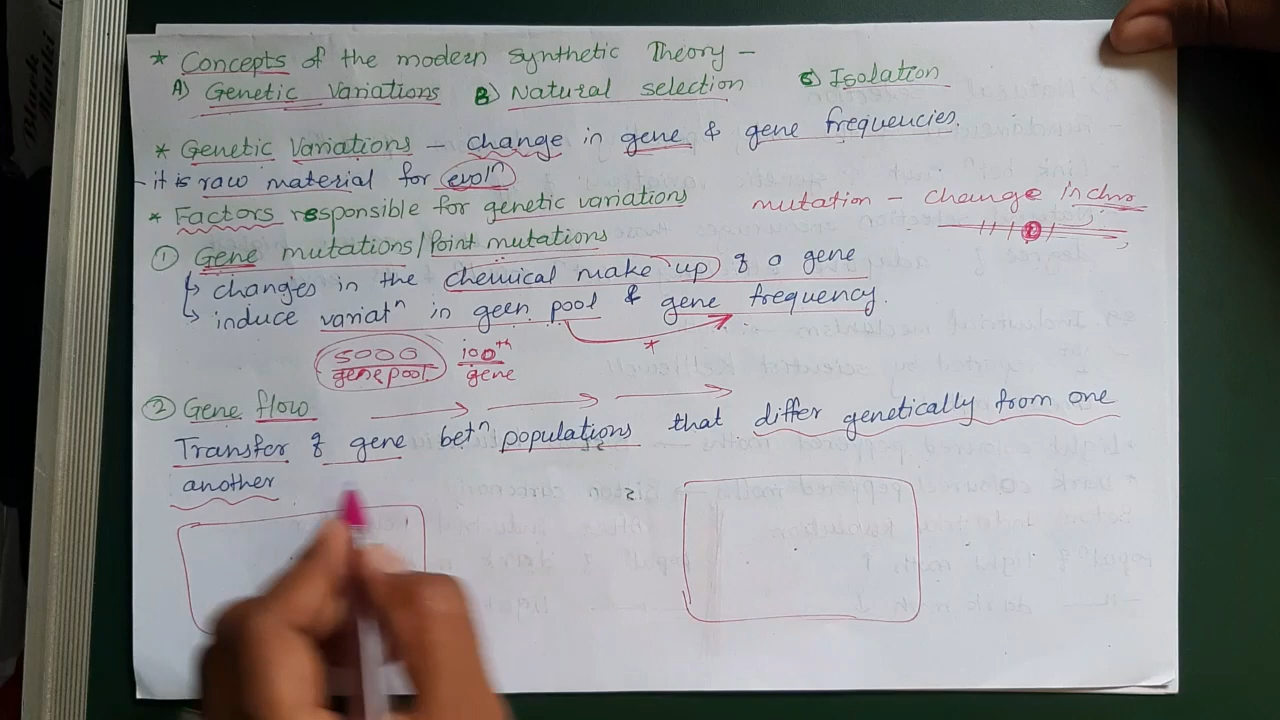 * Concepts of the modern synthetic Theory –
A) Genetic Variations B) Natural selection C) Isolation
* Genetic Variations – change in gene & gene frequencies.
- it is raw material for evolⁿ
* Factors responsible for genetic variations
mutation – change in chro
① Gene mutations/Point mutations
↳ changes in the chemical make up of a gene
↳ induce variatⁿ in geen pool & gene frequency.
5000 / genepool 100th / gene
*
② Gene flow
Transfer of gene betⁿ populations that differ genetically from one
another